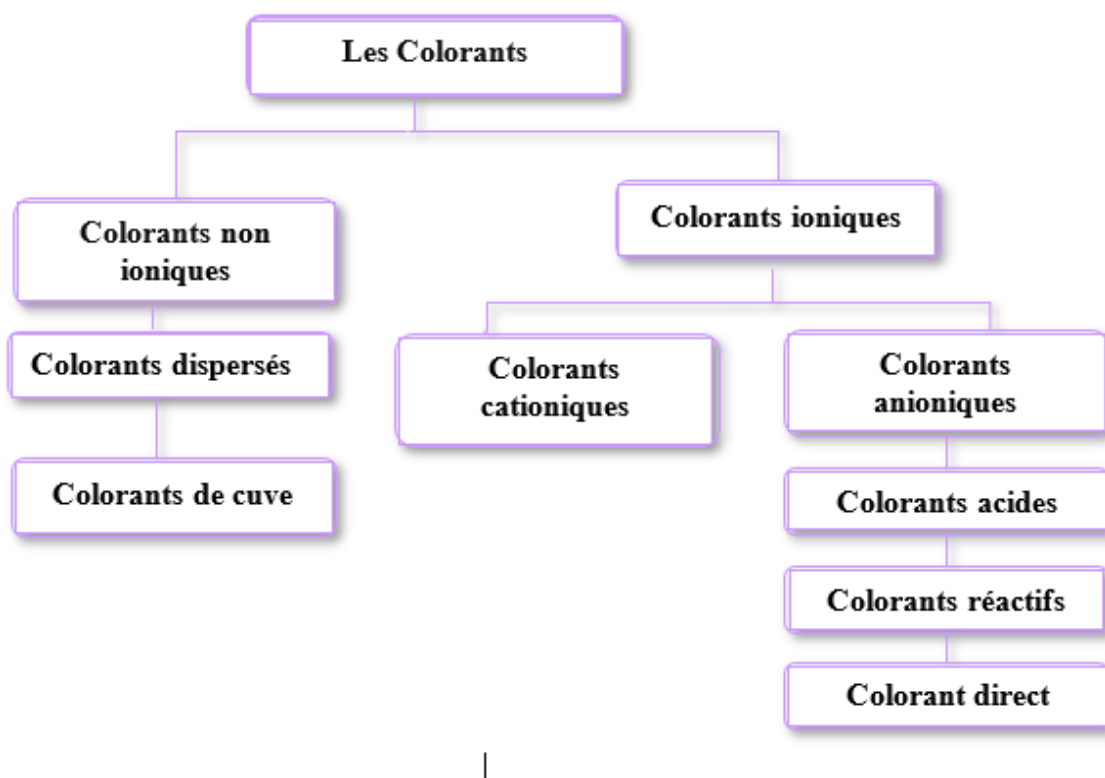 Les Colorants
Colorants non
ioniques
Colorants dispersés
Colorants de cuve
Colorants ioniques
Colorants
cationiques
Colorants
anioniques
Colorants acides
Colorants réactifs
Colorant direct